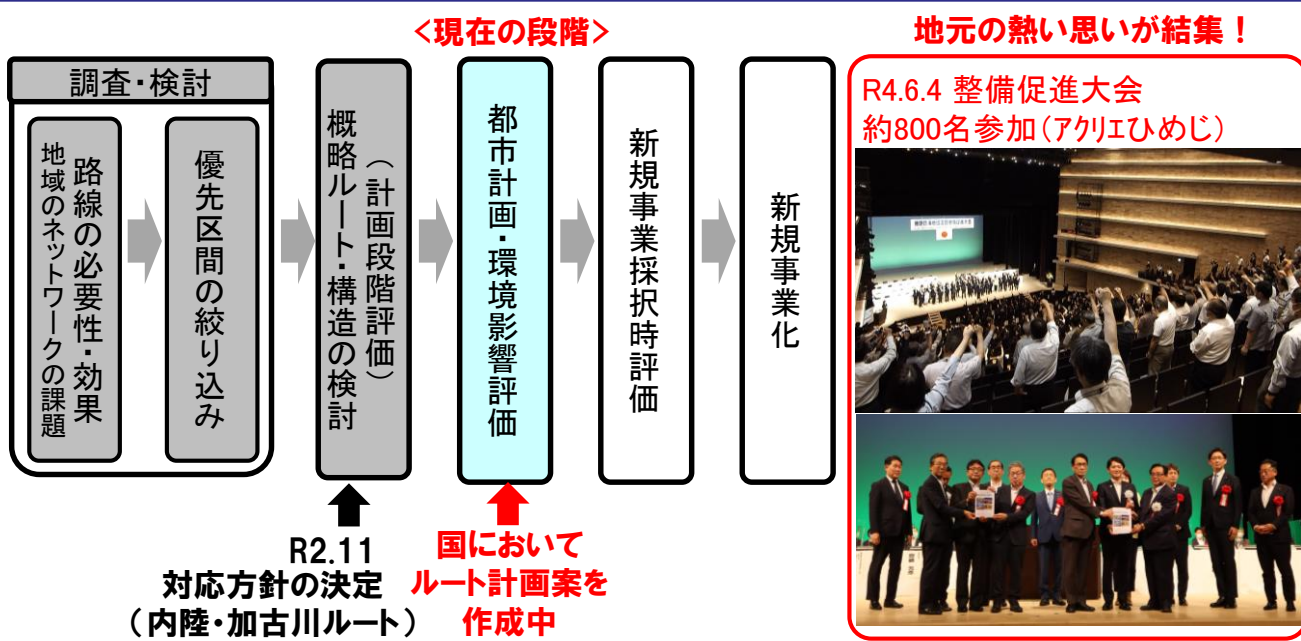 <現在の段階>
地元の熱い思いが結集！
調査・検討
地域のネットワークの課題
路線の必要性・効果
優先区間の絞り込み
概略ルート・構造の検討
（計画段階評価）
都市計画・環境影響評価
新規事業採択時評価
新規事業化
R2.11
対応方針の決定
（内陸・加古川ルート）
国において
ルート計画案を
作成中
R4.6.4 整備促進大会
約800名参加（アクリエひめじ）